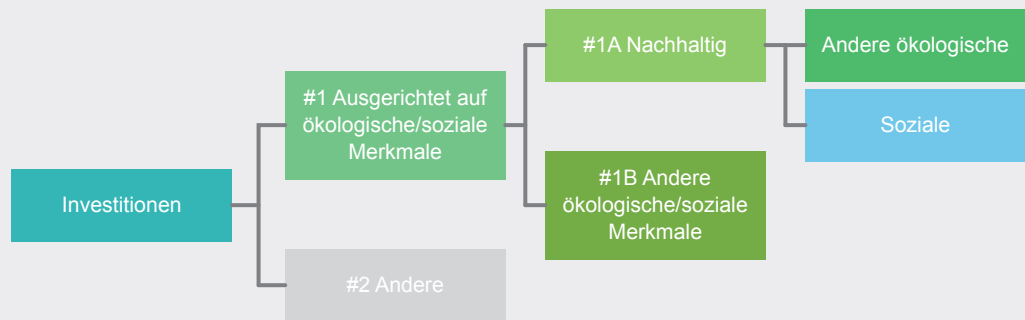 Investitionen
#1 Ausgerichtet auf
ökologische/soziale
Merkmale
#2 Andere
#1A Nachhaltig
#1B Andere
ökologische/soziale
Merkmale
Andere ökologische
Soziale